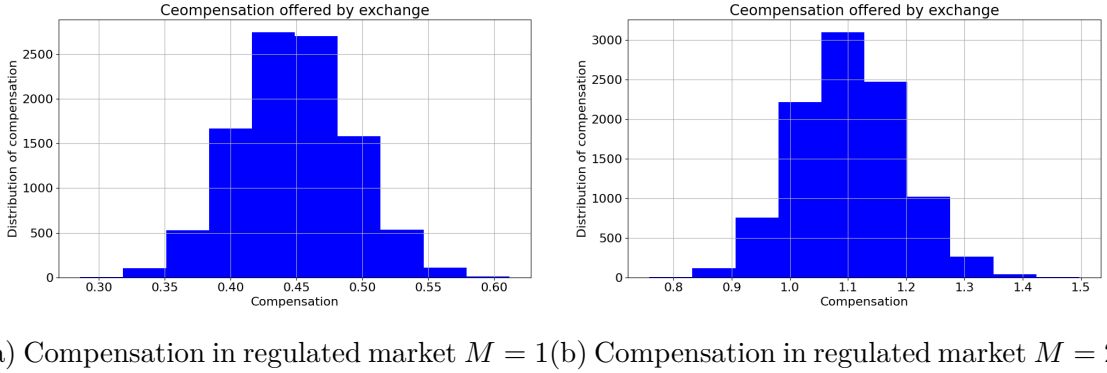 Ceompensation offered by exchange
Distribution of compensation
2500
2000
1500
1000
500
0
0.30 0.35 0.40 0.45 0.50 0.55 0.60
Compensation
Ceompensation offered by exchange
Distribution of compensation
3000
2500
2000
1500
1000
500
0
0.8 0.9 1.0 1.1 1.2 1.3 1.4 1.5
Compensation
) Compensation in regulated market M = 1(b) Compensation in regulated market M =